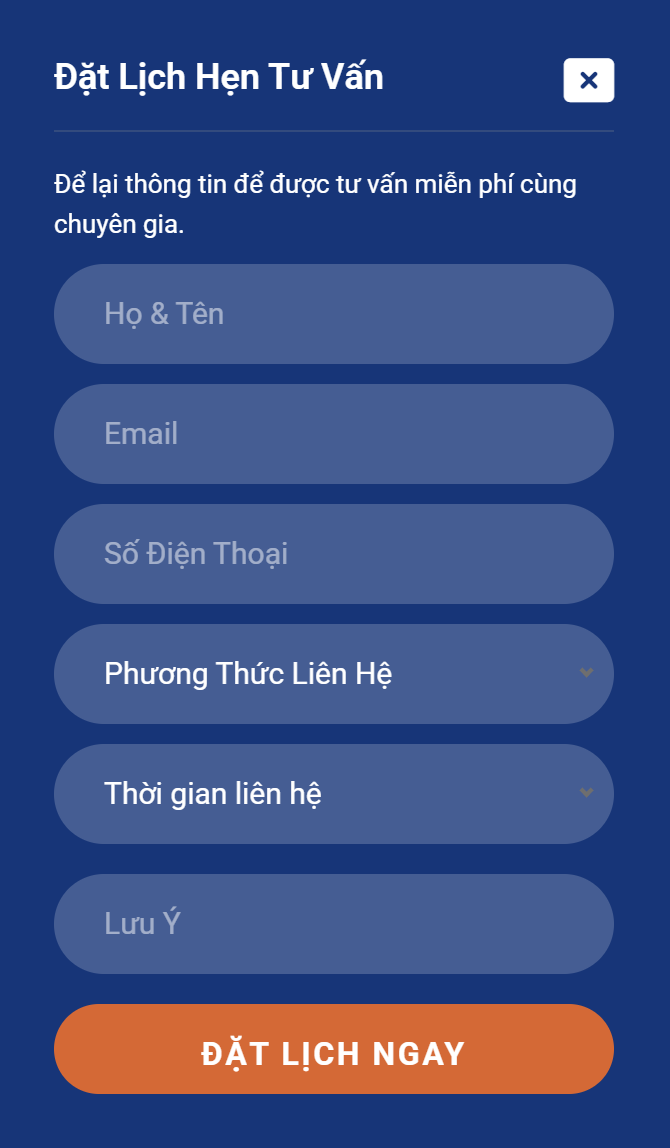 Đặt Lịch Hẹn Tư Vấn
Để lại thông tin để được tư vấn miễn phí cùng
chuyên gia.
Họ & Tên
Email
Số Điện Thoại
Phương Thức Liên Hệ
Thời gian liên hệ
Lưu Ý
ĐẶT LỊCH NGAY